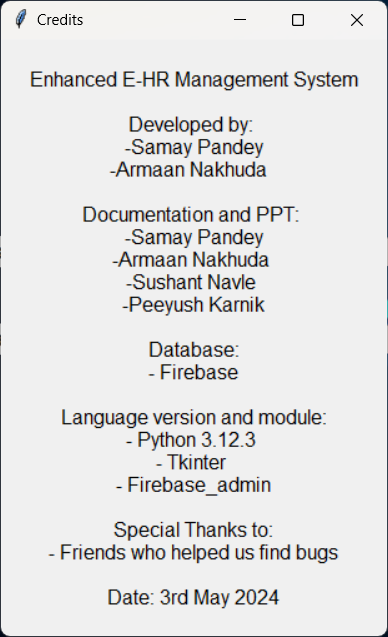 Credits
Enhanced E-HR Management System
Developed by:
-Samay Pandey
-Armaan Nakhuda
Documentation and PPT:
-Samay Pandey
-Armaan Nakhuda
-Sushant Navle
-Peeyush Karnik
Database:
- Firebase
Language version and module:
- Python 3.12.3
- Tkinter
- Firebase_admin
Special Thanks to:
- Friends who helped us find bugs
Date: 3rd May 2024